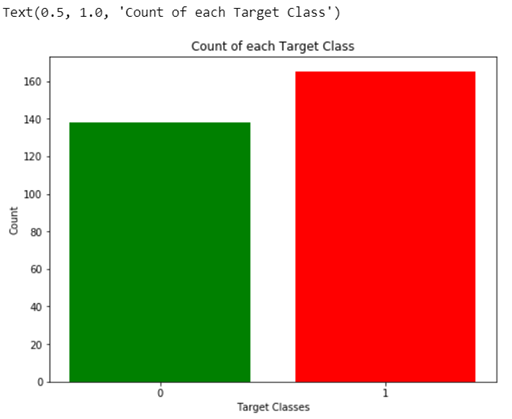 Text(0.5, 1.0, 'Count of each Target Class')
Count of each Target Class
160
140
120
100
80
60
40
20
0
Count
0 1
Target Classes